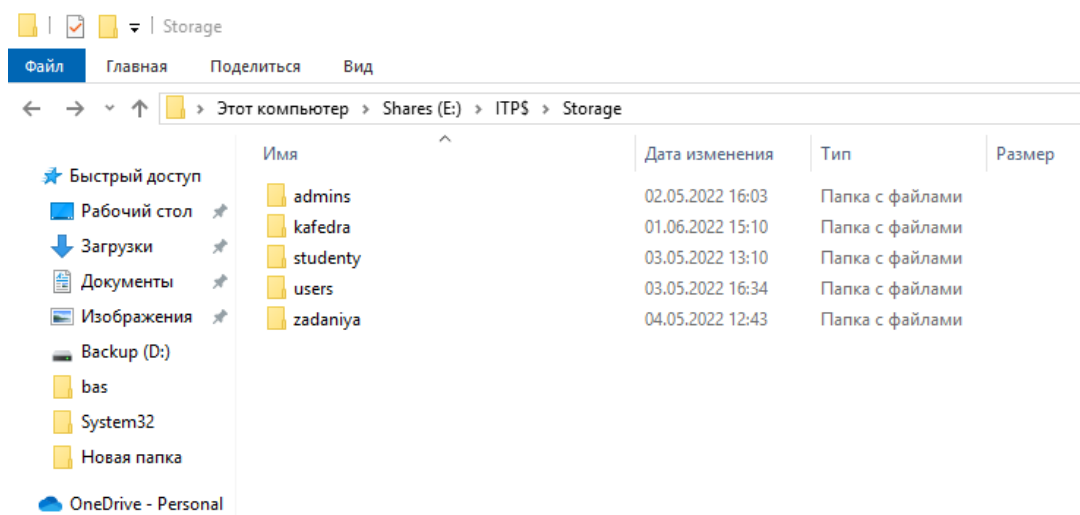 Storage
Файл Главная Поделиться Вид
Этот компьютер > Shares (E:) > ITP$ > Storage
Имя Дата изменения Тип Размер
Быстрый доступ
Рабочий стол
Загрузки
Документы
Изображения
Backup (D:)
bas
System32
Новая папка
OneDrive - Personal
admins 02.05.2022 16:03 Папка с файлами
kafedra 01.06.2022 15:10 Папка с файлами
studenty 03.05.2022 13:10 Папка с файлами
users 03.05.2022 16:34 Папка с файлами
zadaniya 04.05.2022 12:43 Папка с файлами